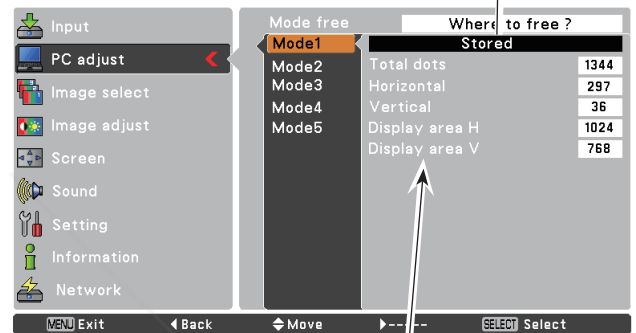 Input
PC adjust
Image select
Image adjust
Screen
Sound
Setting
Information
Network
Mode free
Where to free ?
Mode1
Mode2
Mode3
Mode4
Mode5
Stored
Total dots 1344
Horizontal 297
Vertical 36
Display area H 1024
Display area V 768
MENU Exit Back Move ----- SELECT Select